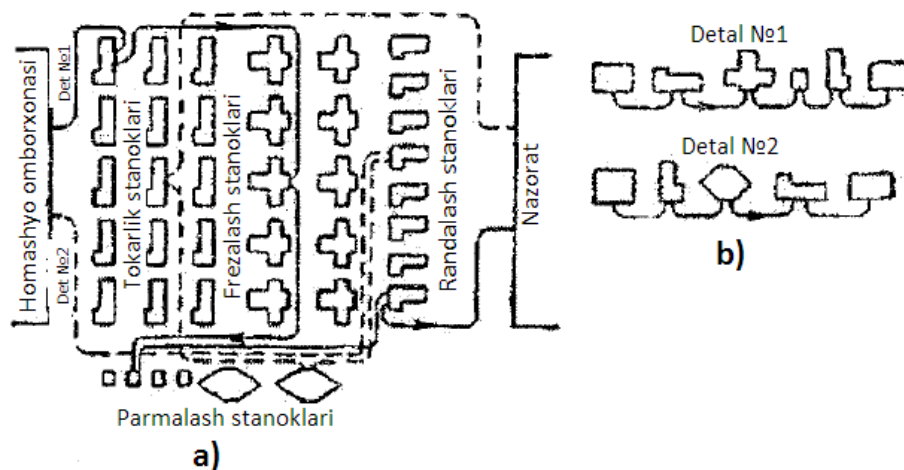 Homashyo omborxonasi
Det №1
Det №2
Tokarlik stanoklari
Frezalash stanoklari
Randalash stanoklari
Nazorat
Parmalash stanoklari
a)
Detal №1
Detal №2
b)